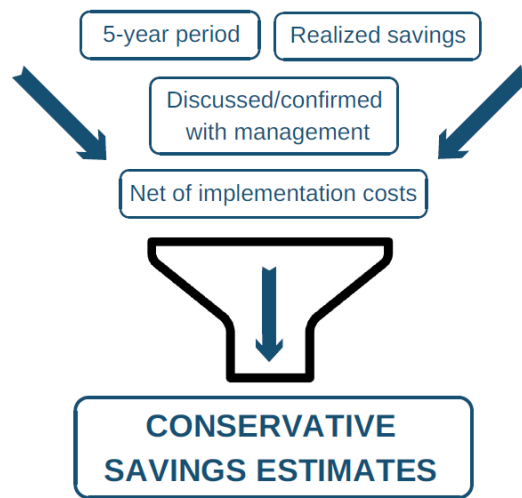 5-year period
Realized savings
Discussed/confirmed
with management
Net of implementation costs
CONSERVATIVE
SAVINGS ESTIMATES